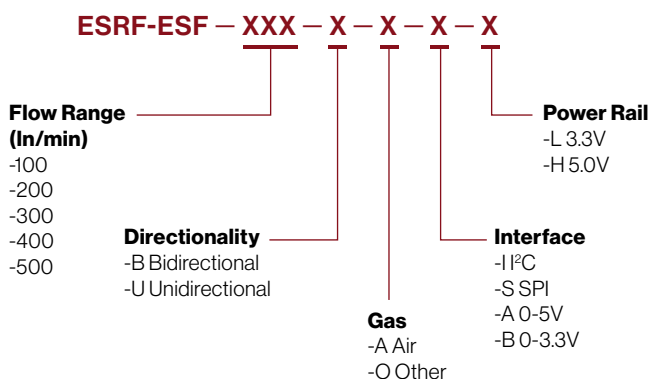 ESRF-ESF – XXX – X – X – X – X
Flow Range
(ln/min)
-100
-200
-300
-400
-500
Directionality
-B Bidirectional
-U Unidirectional
Gas
-A Air
-O Other
Interface
-I I²C
-S SPI
-A 0-5V
-B 0-3.3V
Power Rail
-L 3.3V
-H 5.0V